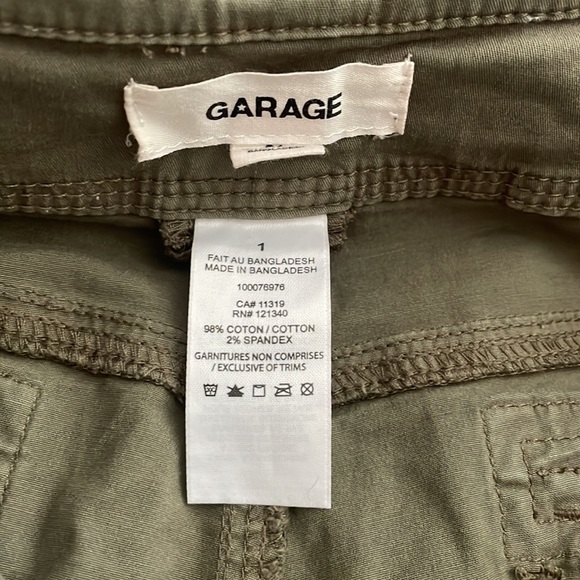 GARAGE
1
FAIT AU BANGLADESH
MADE IN BANGLADESH
100076976
CA# 11319
RN# 121340
98% COTON / COTTON
2% SPANDEX
GARNITURES NON COMPRISES
/ EXCLUSIVE OF TRIMS